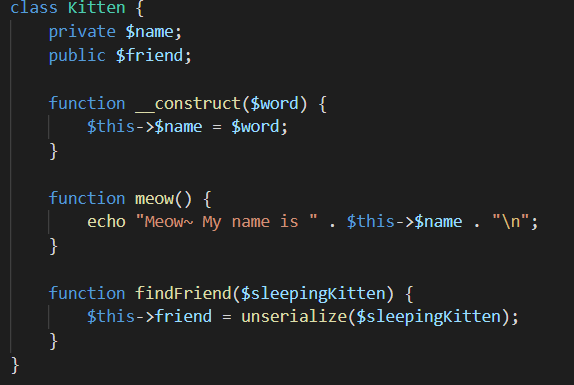 class Kitten {
    private $name;
    public $friend;

    function __construct($word) {
        $this->$name = $word;
    }

    function meow() {
        echo "Meow~ My name is " . $this->$name . "\n";
    }

    function findFriend($sleepingKitten) {
        $this->friend = unserialize($sleepingKitten);
    }
}